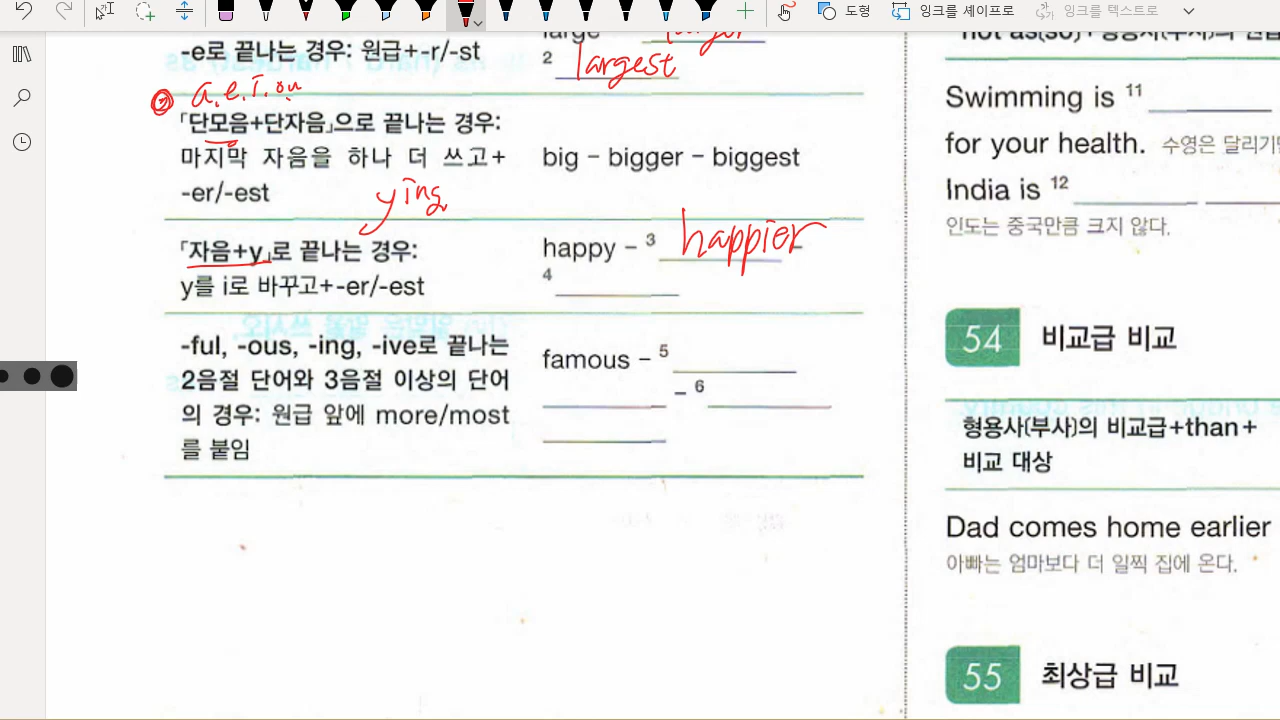 도형
잉크를 셰이프로
잉크를 텍스트로
-e로 끝나는 경우: 원급+-r/-st
large
larger
2 largest
a. e. i. o u
「단모음+단자음」으로 끝나는 경우:
마지막 자음을 하나 더 쓰고+
-er/-est
big – bigger – biggest
ying
「자음+y」로 끝나는 경우:
y를 i로 바꾸고+-er/-est
happy – 3 happier –
4
-ful, -ous, -ing, -ive로 끝나는
2음절 단어와 3음절 이상의 단어
의 경우: 원급 앞에 more/most
를 붙임
famous – 5
– 6
Swimming is 11
for your health. 수영은 달리기
India is 12
인도는 중국만큼 크지 않다.
54 비교급 비교
형용사(부사)의 비교급+than+
비교 대상
Dad comes home earlier
아빠는 엄마보다 더 일찍 집에 온다.
55 최상급 비교